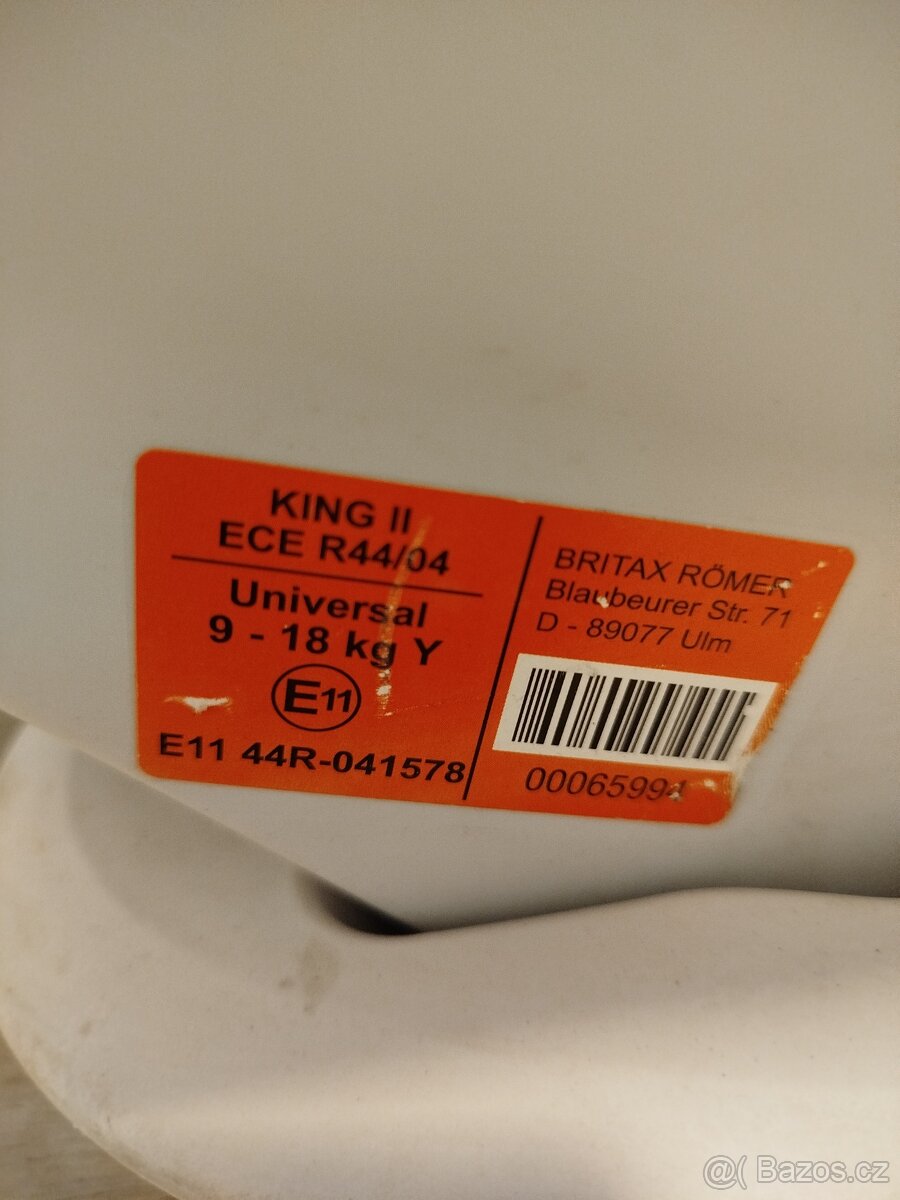 KING II
ECE R44/04
Universal
9 - 18 kg Y
E11
E11 44R-041578
BRITAX RÖMER
Blaubeurer Str. 71
D - 89077 Ulm
00065994
@( Bazos.cz